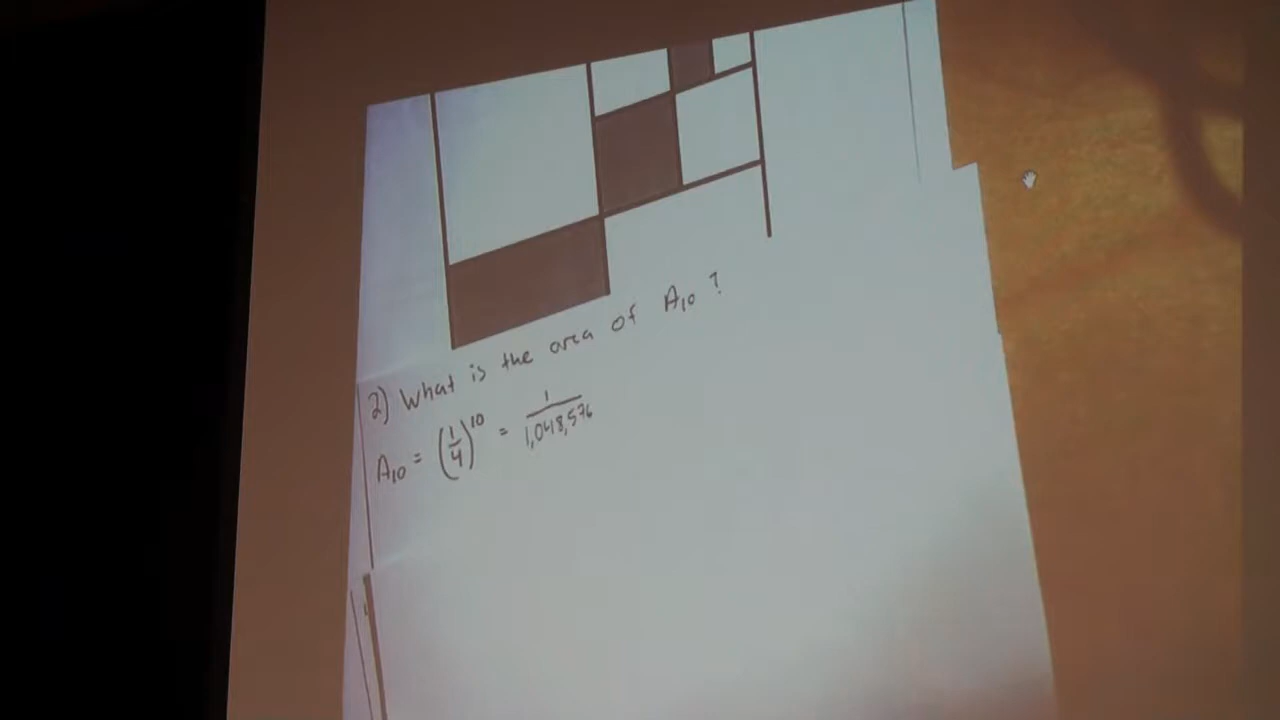 2) What is the area of A₁₀ ?
A₁₀ = (1/4)¹⁰ = 1/1,048,576